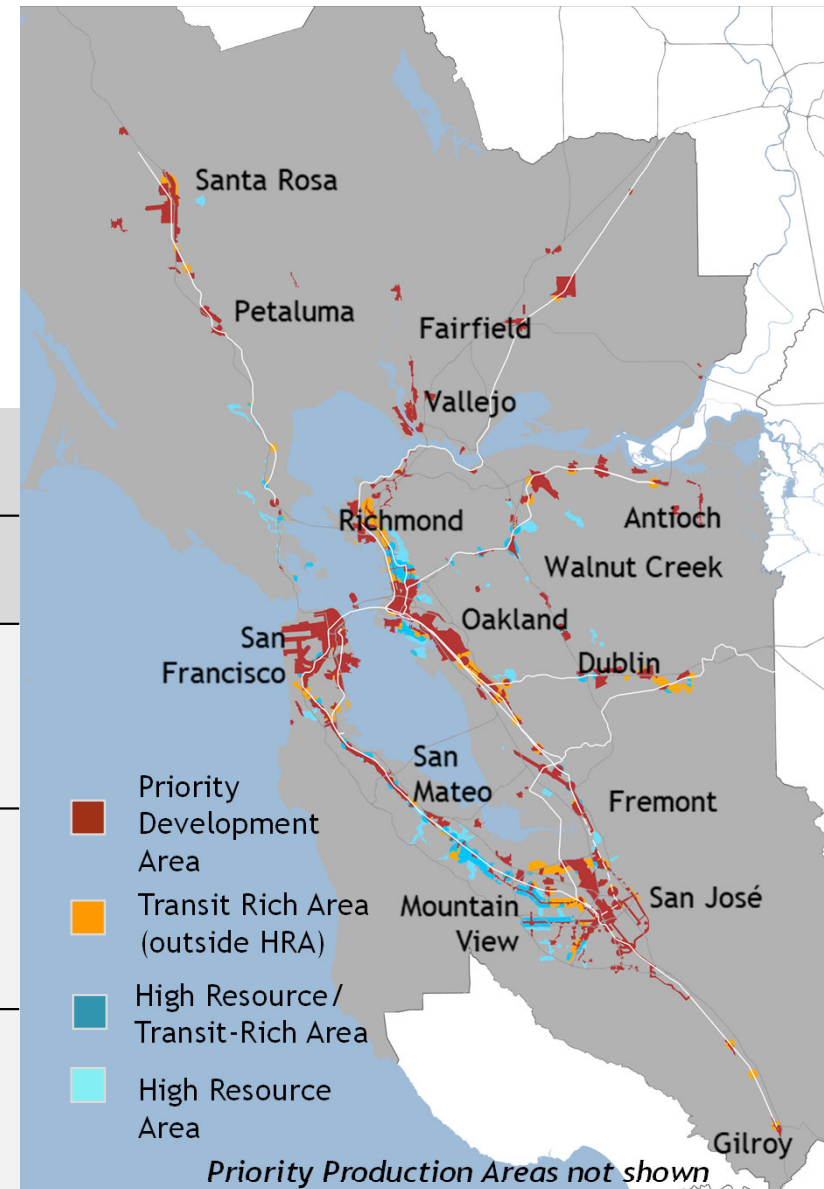 Santa Rosa
Petaluma
Fairfield
Vallejo
Richmond
Antioch
Walnut Creek
Oakland
San
Francisco
Dublin
San
Mateo
Fremont
Mountain
View
San José
Gilroy
Priority
Development
Area
Transit Rich Area
(outside HRA)
High Resource/
Transit-Rich Area
High Resource
Area
Priority Production Areas not shown